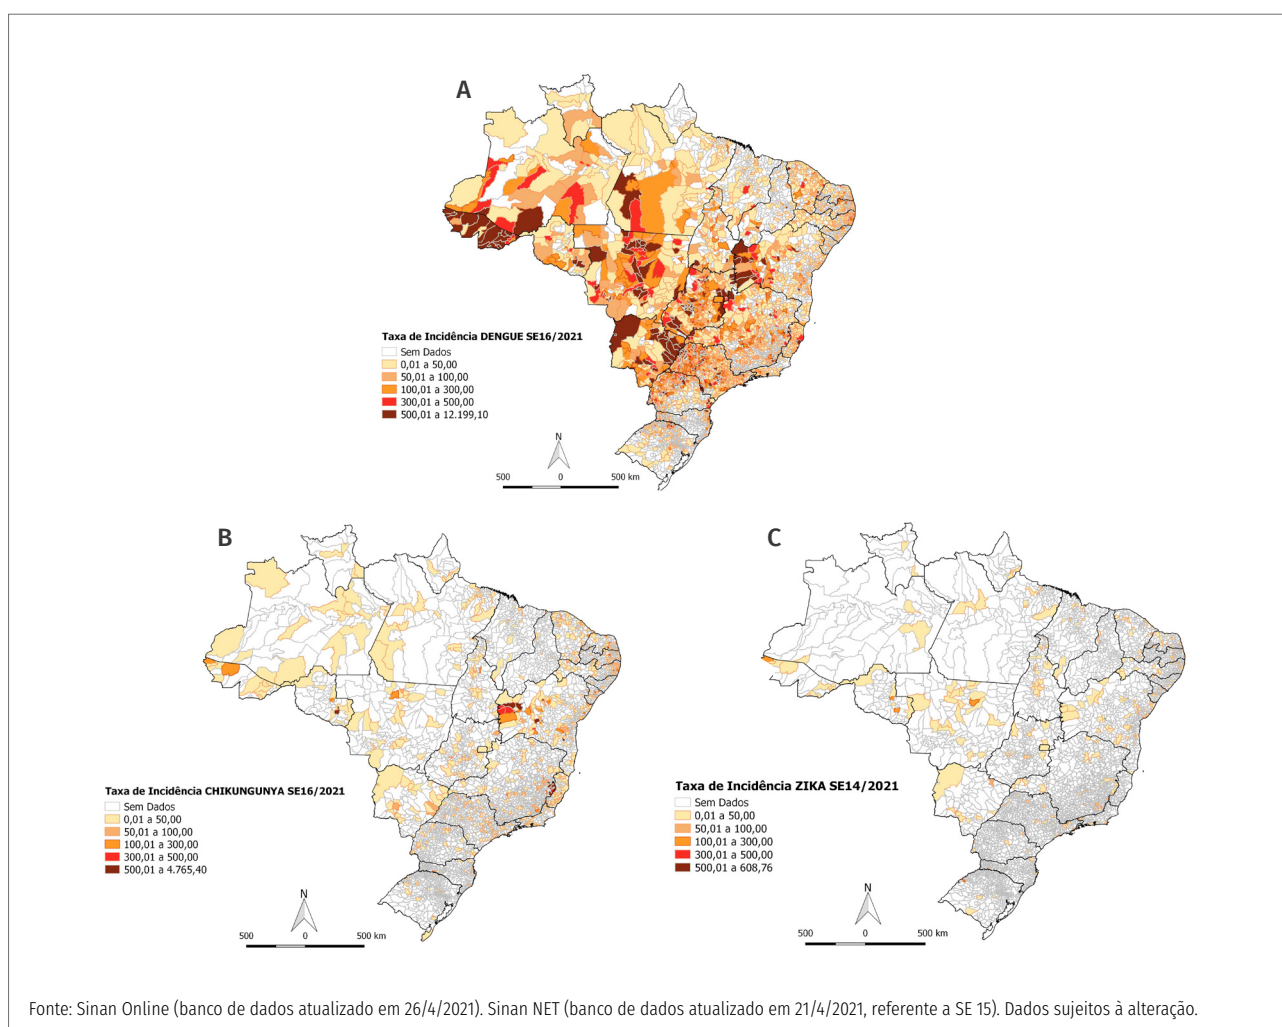 A
Taxa de Incidência DENGUE SE16/2021
Sem Dados
0,01 a 50,00
50,01 a 100,00
100,01 a 300,00
300,01 a 500,00
500,01 a 12.199,10
N
500 0 500 km
B
Taxa de Incidência CHIKUNGUNYA SE16/2021
Sem Dados
0,01 a 50,00
50,01 a 100,00
100,01 a 300,00
300,01 a 500,00
500,01 a 4.765,40
N
500 0 500 km
C
Taxa de Incidência ZIKA SE14/2021
Sem Dados
0,01 a 50,00
50,01 a 100,00
100,01 a 300,00
300,01 a 500,00
500,01 a 608,76
N
500 0 500 km
Fonte: Sinan Online (banco de dados atualizado em 26/4/2021). Sinan NET (banco de dados atualizado em 21/4/2021, referente a SE 15). Dados sujeitos à alteração.